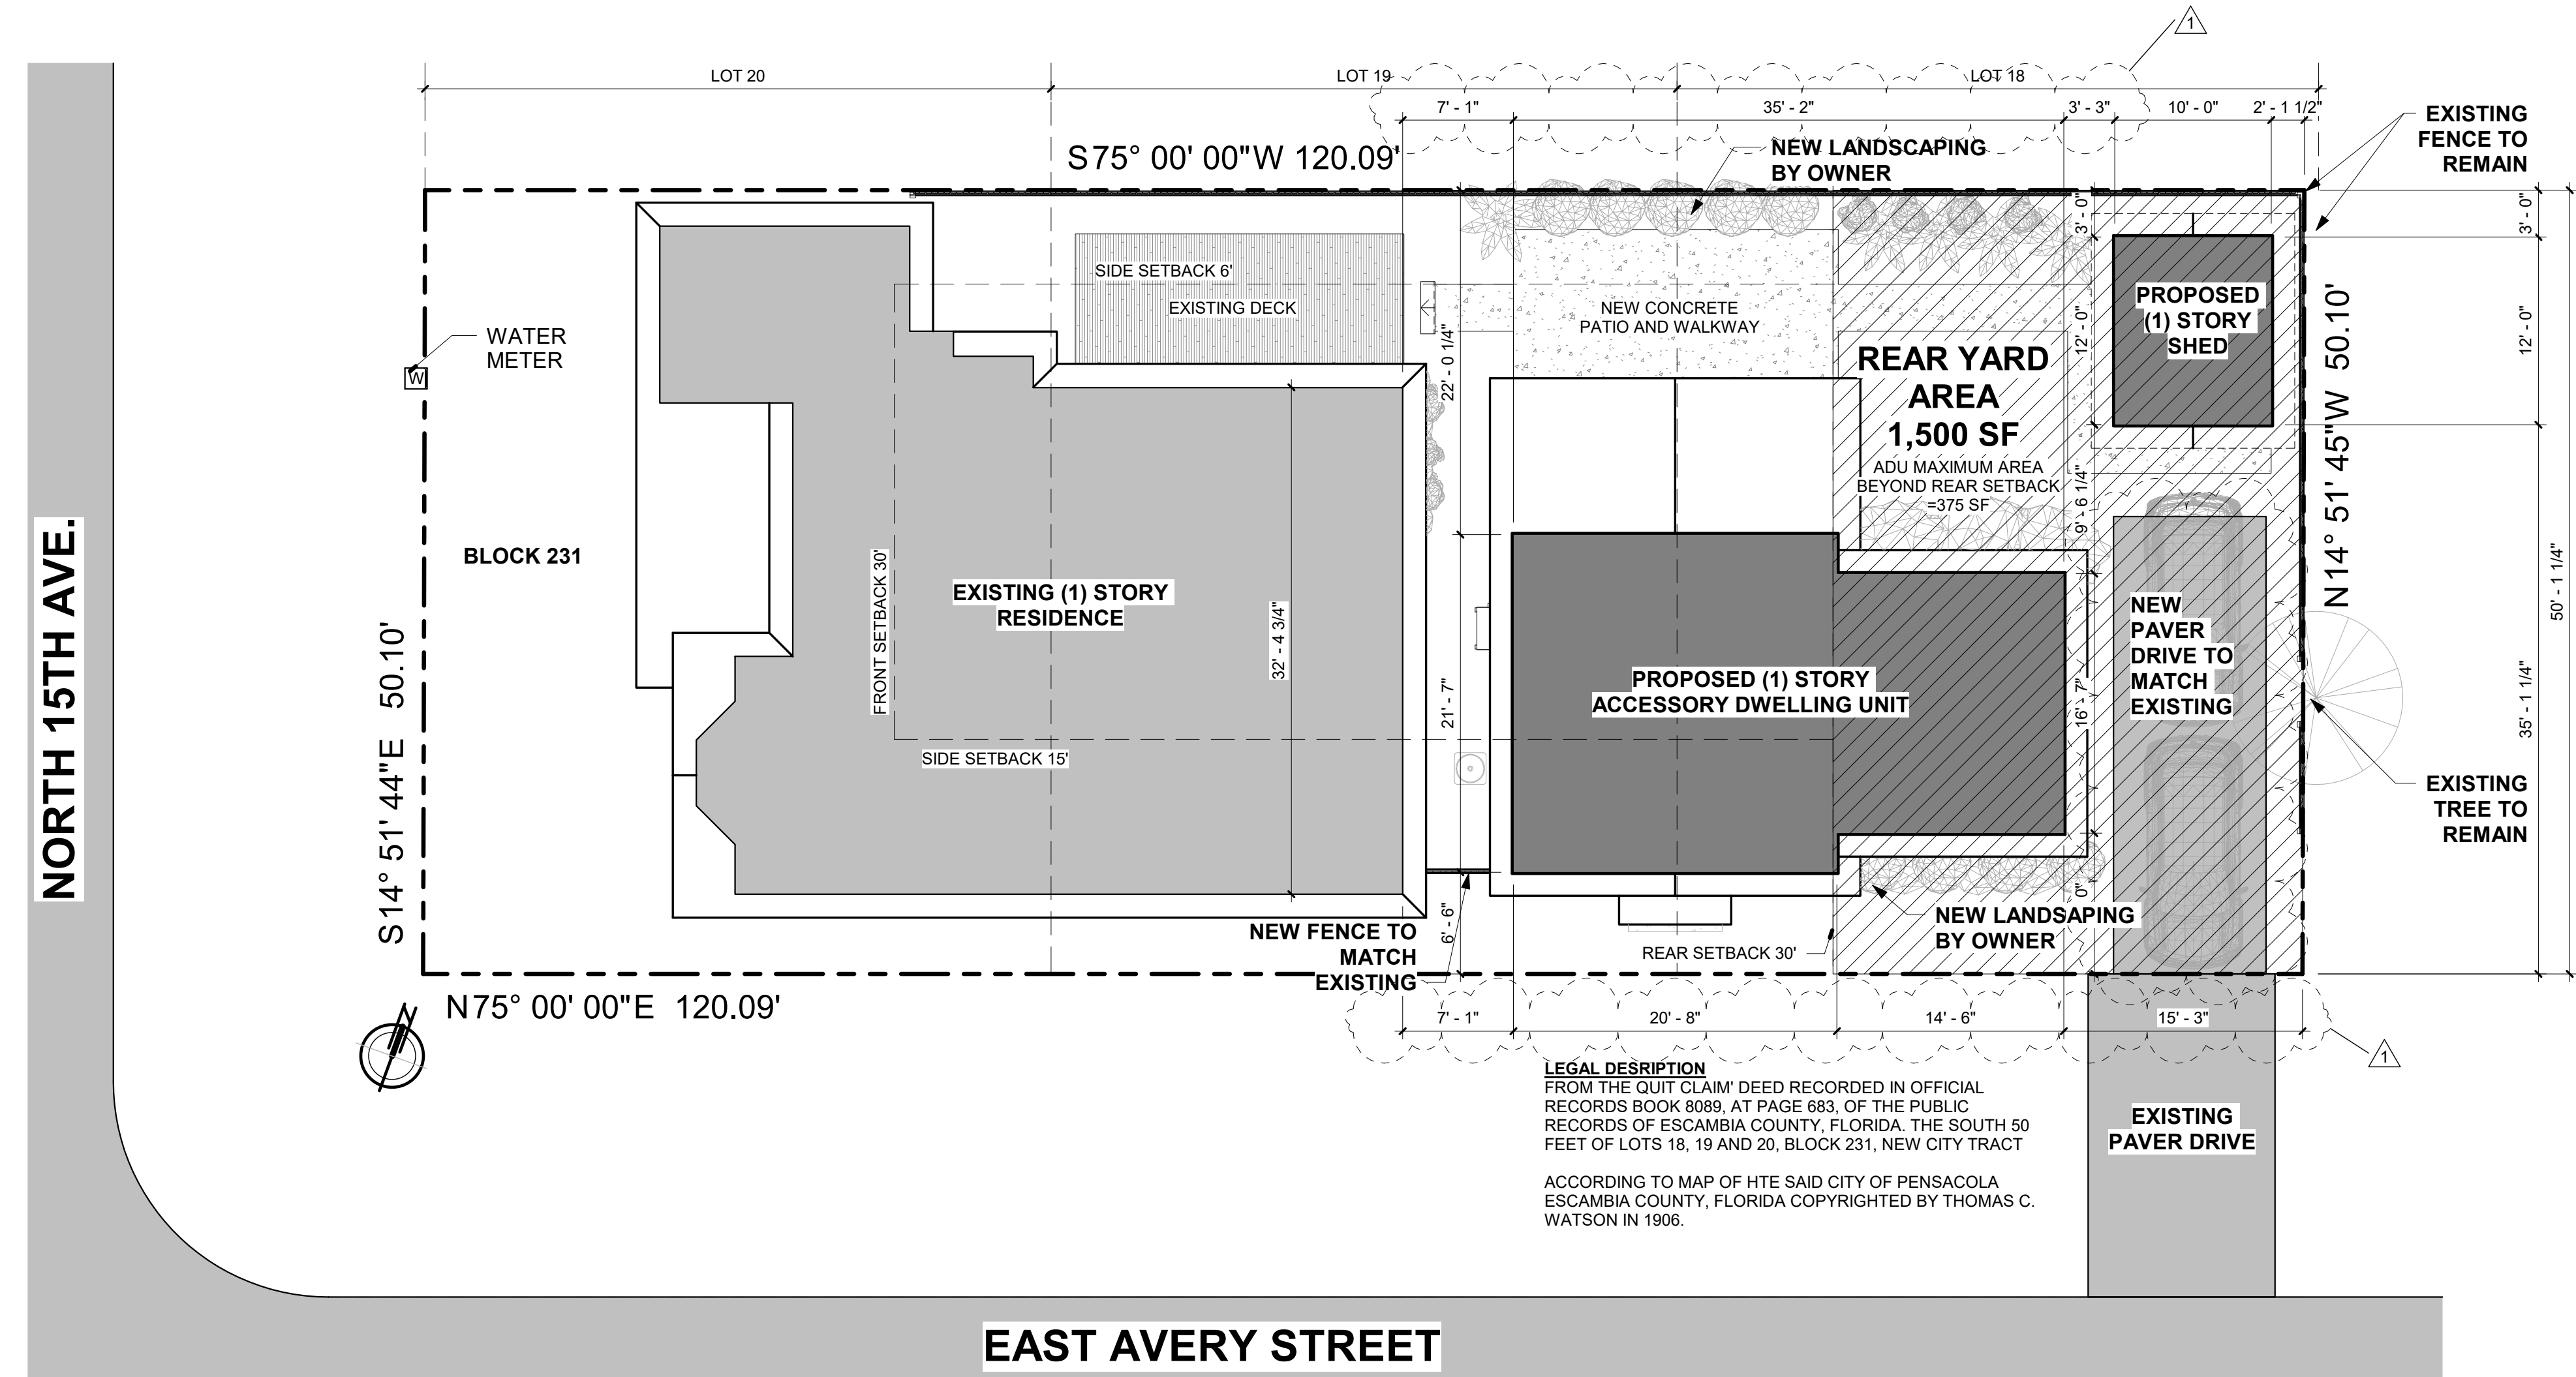 1
LOT 20
LOT 19
LOT 18
7' - 1"
35' - 2"
3' - 3"
10' - 0"
2' - 1 1/2"
EXISTING
FENCE TO
REMAIN
S75° 00' 00"W 120.09'
NEW LANDSCAPING
BY OWNER
3' - 0"
3' - 0"
SIDE SETBACK 6'
EXISTING DECK
NEW CONCRETE
PATIO AND WALKWAY
PROPOSED
(1) STORY
SHED
WATER
METER
W
22' - 0 1/4"
12' - 0"
12' - 0"
REAR YARD
AREA
1,500 SF
ADU MAXIMUM AREA
BEYOND REAR SETBACK
=375 SF
9' - 6 1/4"
N14° 51' 45"W 50.10'
BLOCK 231
NORTH 15TH AVE.
S14° 51' 44"E 50.10'
FRONT SETBACK 30'
EXISTING (1) STORY
RESIDENCE
32' - 4 3/4"
21' - 7"
PROPOSED (1) STORY
ACCESSORY DWELLING UNIT
16' - 7"
NEW
PAVER
DRIVE TO
MATCH
EXISTING
50' - 1 1/4"
35' - 1 1/4"
SIDE SETBACK 15'
EXISTING
TREE TO
REMAIN
0"
NEW LANDSAPING
BY OWNER
6' - 6"
NEW FENCE TO
MATCH
EXISTING
REAR SETBACK 30'
N75° 00' 00"E 120.09'
N
7' - 1"
20' - 8"
14' - 6"
15' - 3"
1
LEGAL DESRIPTION
FROM THE QUIT CLAIM' DEED RECORDED IN OFFICIAL
RECORDS BOOK 8089, AT PAGE 683, OF THE PUBLIC
RECORDS OF ESCAMBIA COUNTY, FLORIDA. THE SOUTH 50
FEET OF LOTS 18, 19 AND 20, BLOCK 231, NEW CITY TRACT
ACCORDING TO MAP OF HTE SAID CITY OF PENSACOLA
ESCAMBIA COUNTY, FLORIDA COPYRIGHTED BY THOMAS C.
WATSON IN 1906.
EXISTING
PAVER DRIVE
EAST AVERY STREET